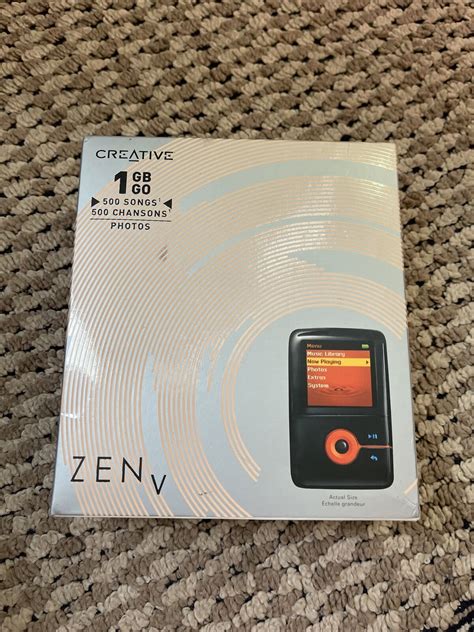 CREATIVE
1 GB
GO
500 SONGS†
500 CHANSONS†
PHOTOS
Menu
Music Library
Now Playing
Photos
Extras
System
ZEN V
Actual Size
Echelle grandeur